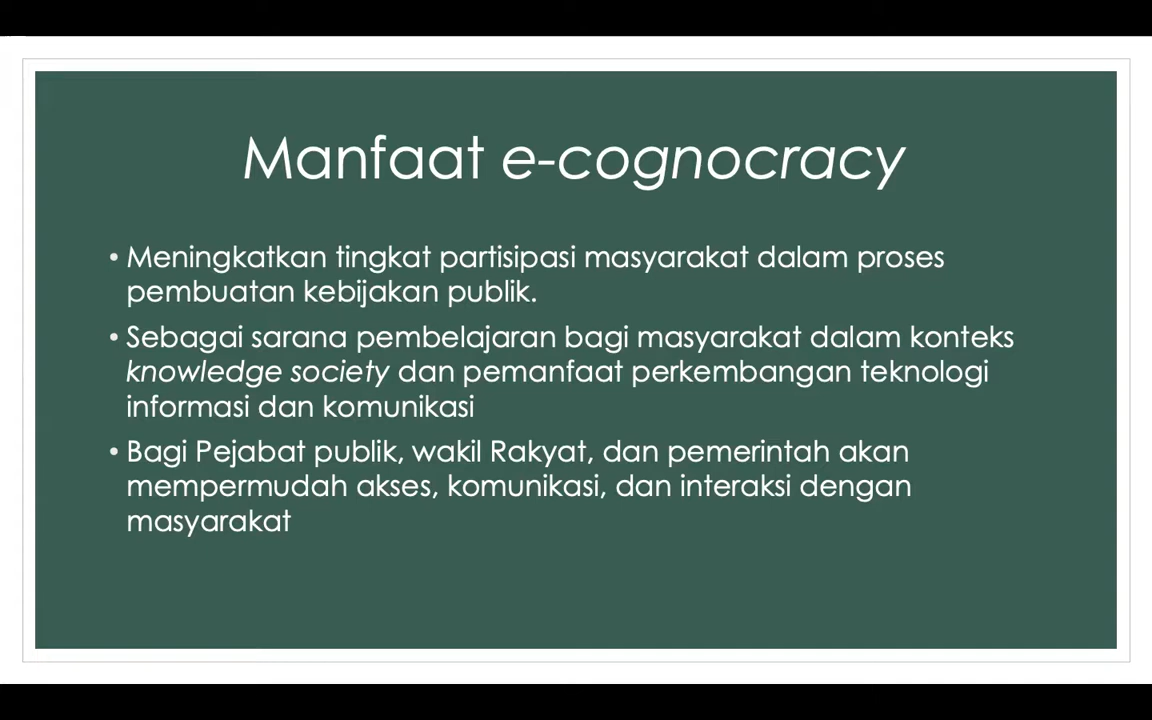 Manfaat e-cognocracy
• Meningkatkan tingkat partisipasi masyarakat dalam proses
pembuatan kebijakan publik.
• Sebagai sarana pembelajaran bagi masyarakat dalam konteks
knowledge society dan pemanfaat perkembangan teknologi
informasi dan komunikasi
• Bagi Pejabat publik, wakil Rakyat, dan pemerintah akan
mempermudah akses, komunikasi, dan interaksi dengan
masyarakat